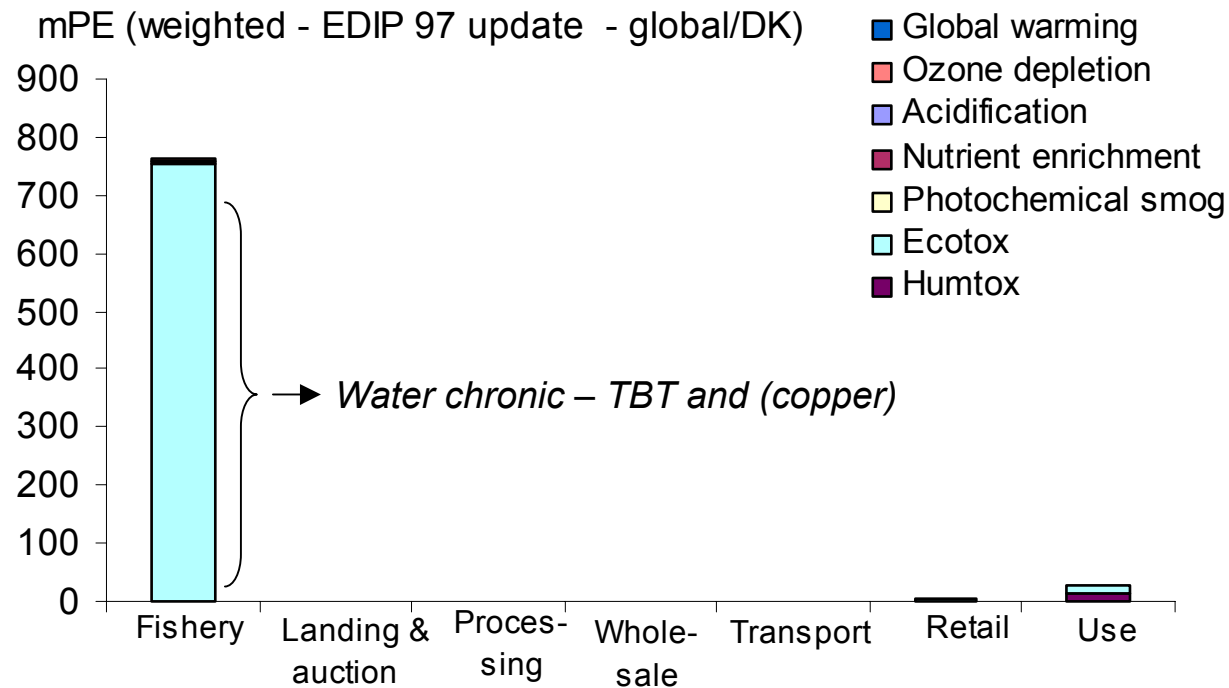 mPE (weighted - EDIP 97 update - global/DK)
Global warming
Ozone depletion
Acidification
Nutrient enrichment
Photochemical smog
Ecotox
Humtox
900
800
700
600
500
400
300
200
100
0
Water chronic – TBT and (copper)
Fishery
Landing &
auction
Proces-
sing
Whole-
sale
Transport
Retail
Use